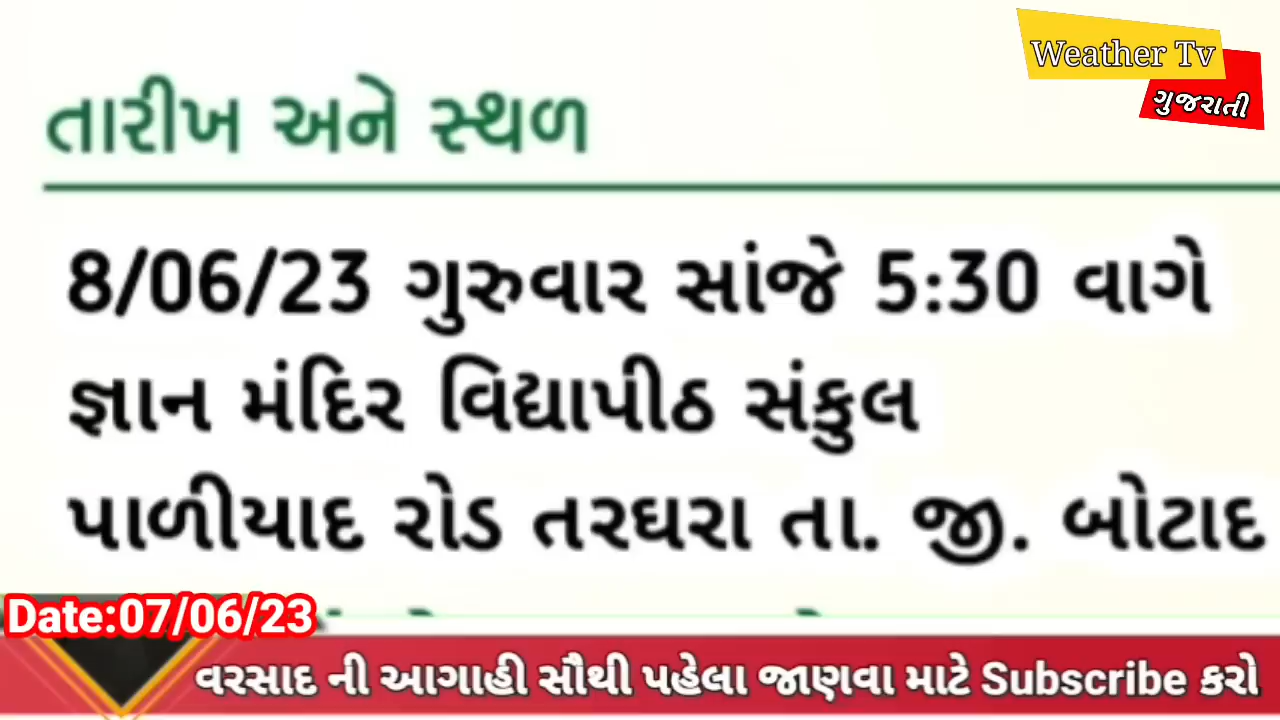 Weather Tv
ગુજરાતી
તારીખ અને સ્થળ
8/06/23 ગુરુવાર સાંજે 5:30 વાગે
જ્ઞાન મંદિર વિદ્યાપીઠ સંકુલ
પાળીયાદ રોડ તરઘરા તા. જી. બોટાદ
Date:07/06/23
વરસાદ ની આગાહી સૌથી પહેલા જાણવા માટે Subscribe કરો